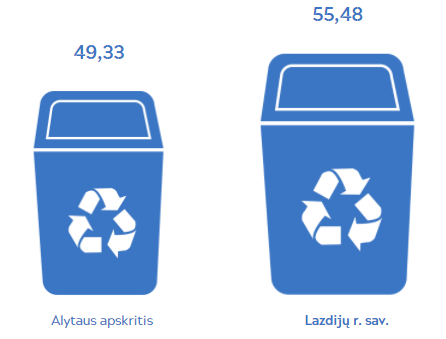 55,48
49,33
Alytaus apskritis
Lazdijų r. sav.